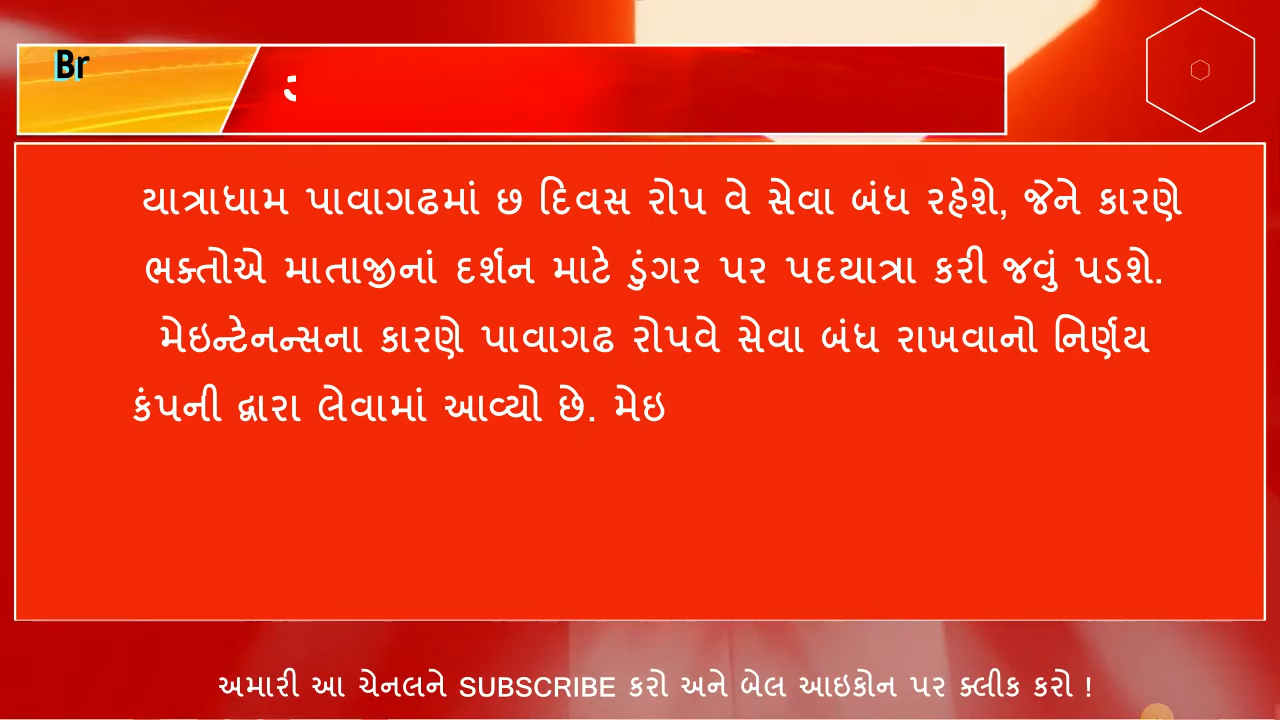 Br
યાત્રાધામ પાવાગઢમાં છ દિવસ રોપ વે સેવા બંધ રહેશે, જેને કારણે
ભક્તોએ માતાજીનાં દર્શન માટે ડુંગર પર પદયાત્રા કરી જવું પડશે.
મેઇન્ટેનન્સના કારણે પાવાગઢ રોપવે સેવા બંધ રાખવાનો નિર્ણય
કંપની દ્વારા લેવામાં આવ્યો છે. મેઇ
અમારી આ ચેનલને SUBSCRIBE કરો અને બેલ આઇકોન પર ક્લીક કરો !